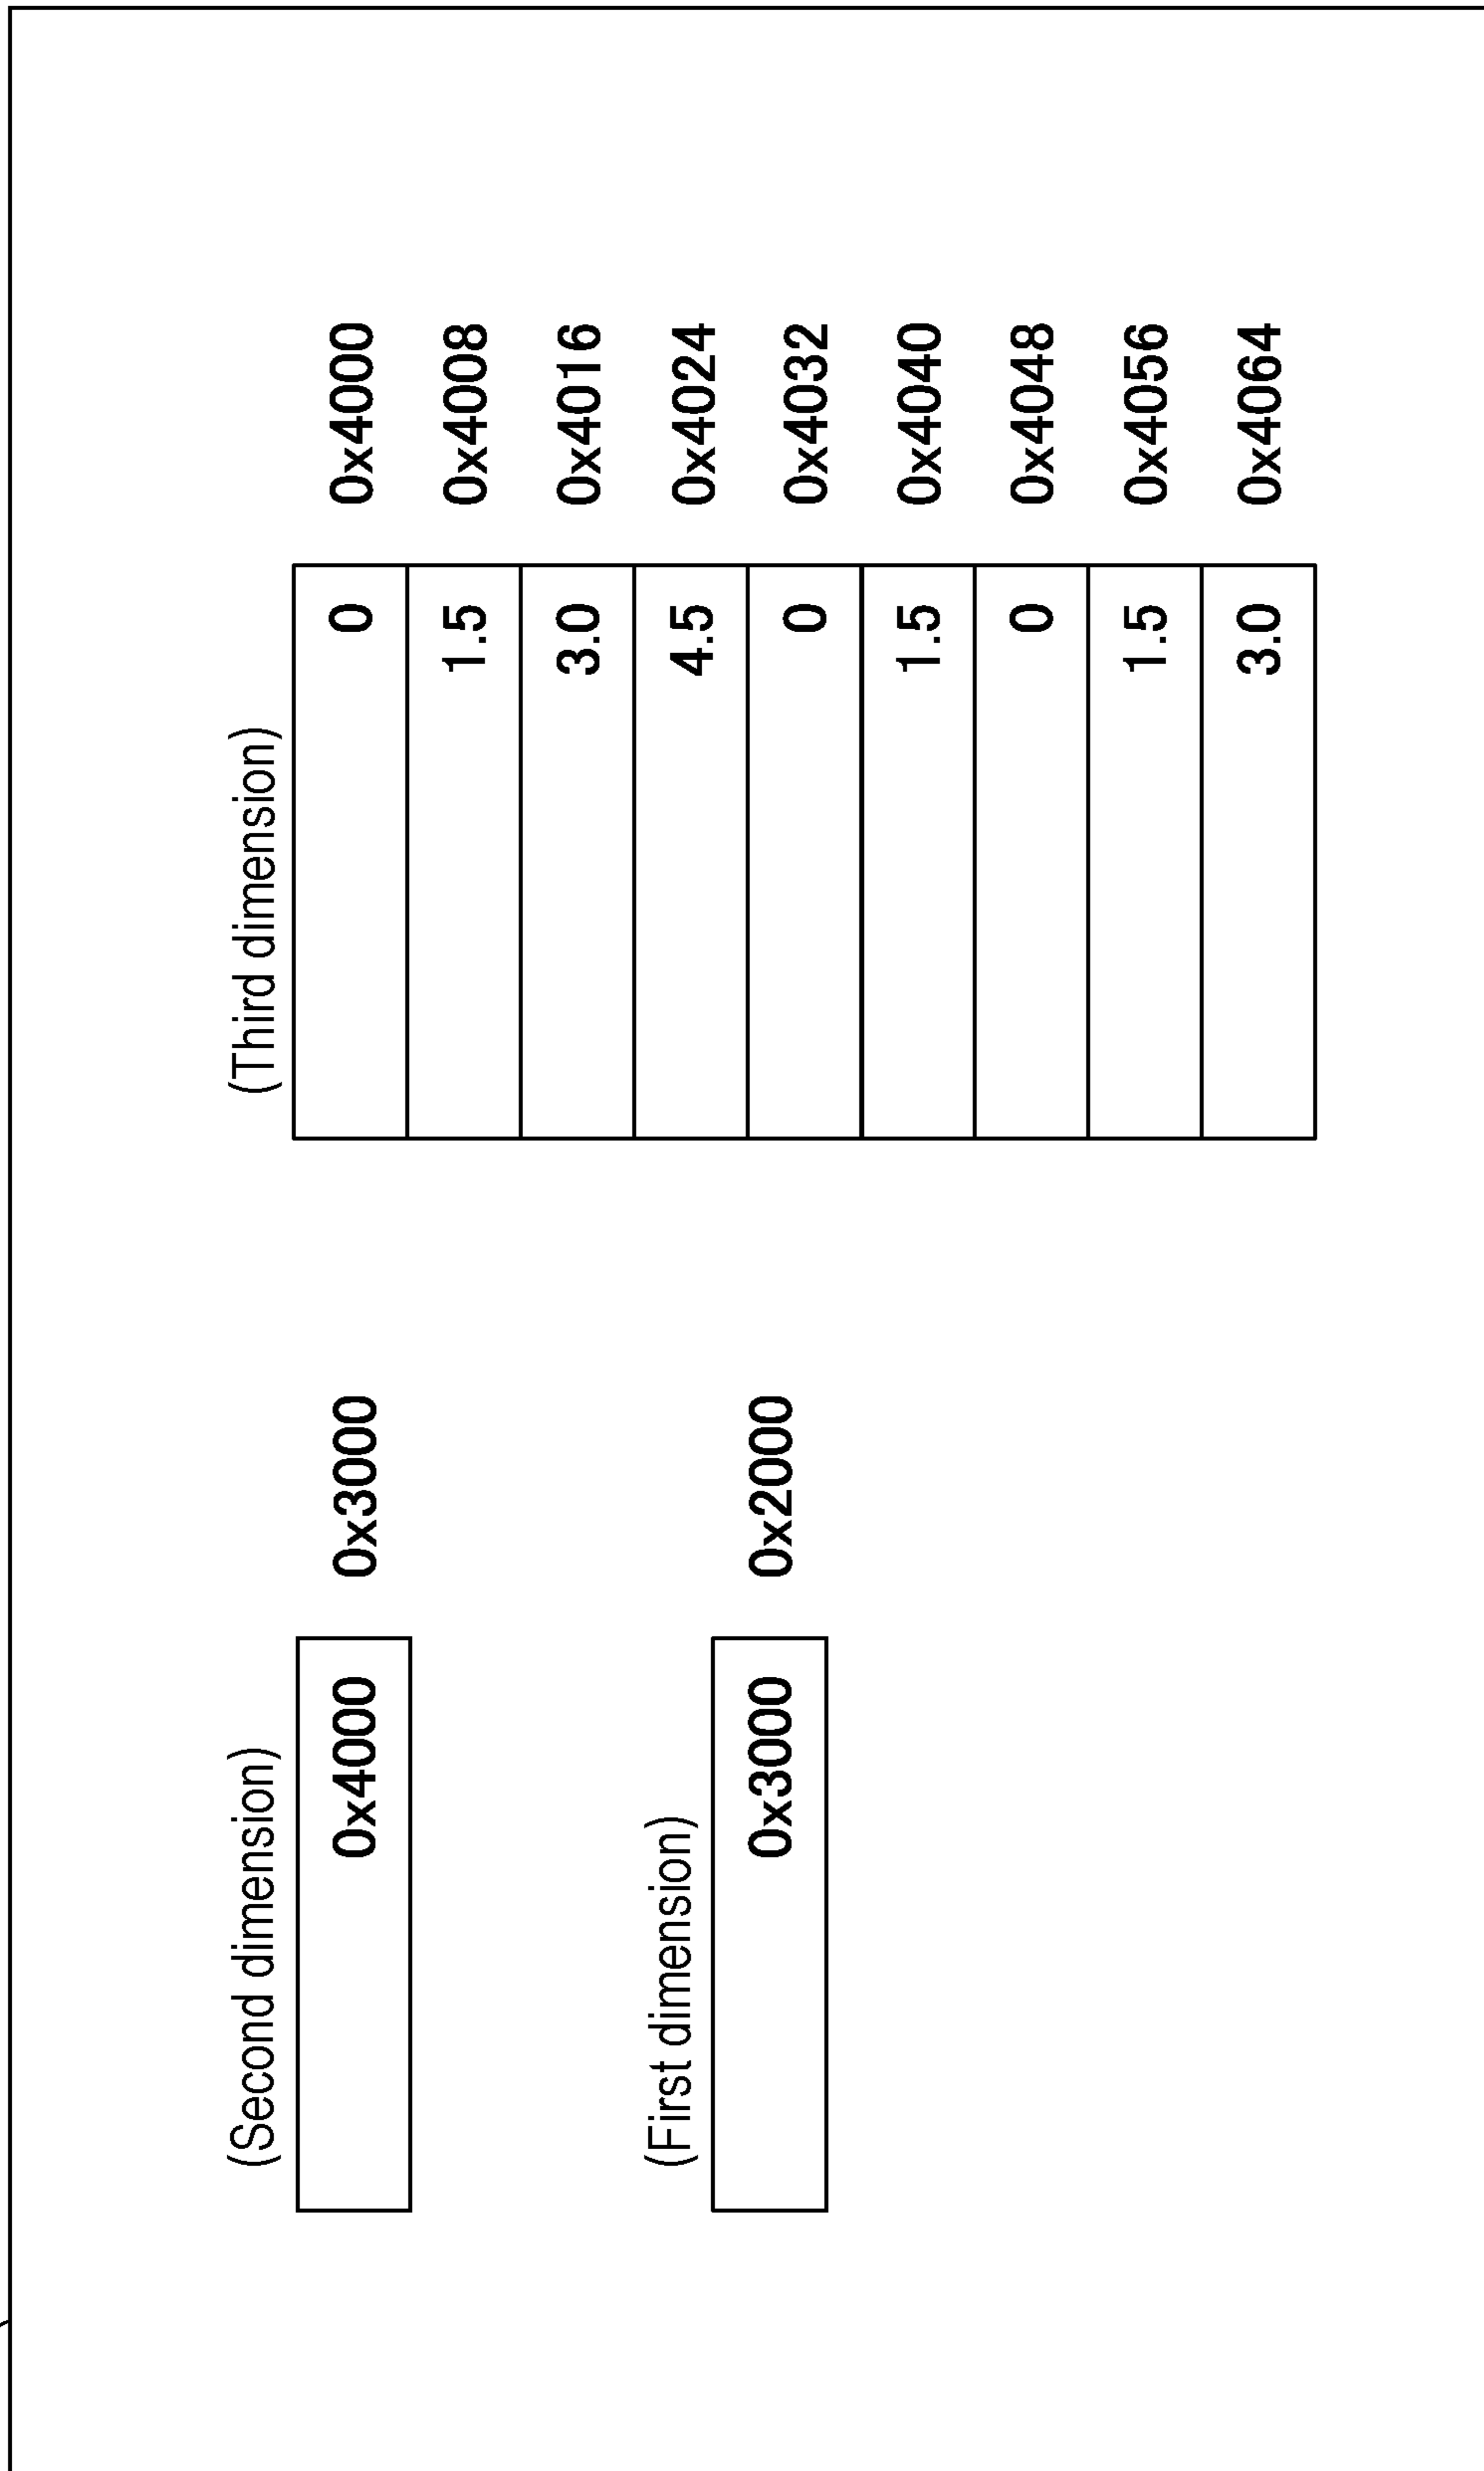 (Second dimension)
0x4000 0x3000
(First dimension)
0x3000 0x2000
(Third dimension)
0 0x4000
1.5 0x4008
3.0 0x4016
4.5 0x4024
0 0x4032
1.5 0x4040
0 0x4048
1.5 0x4056
3.0 0x4064